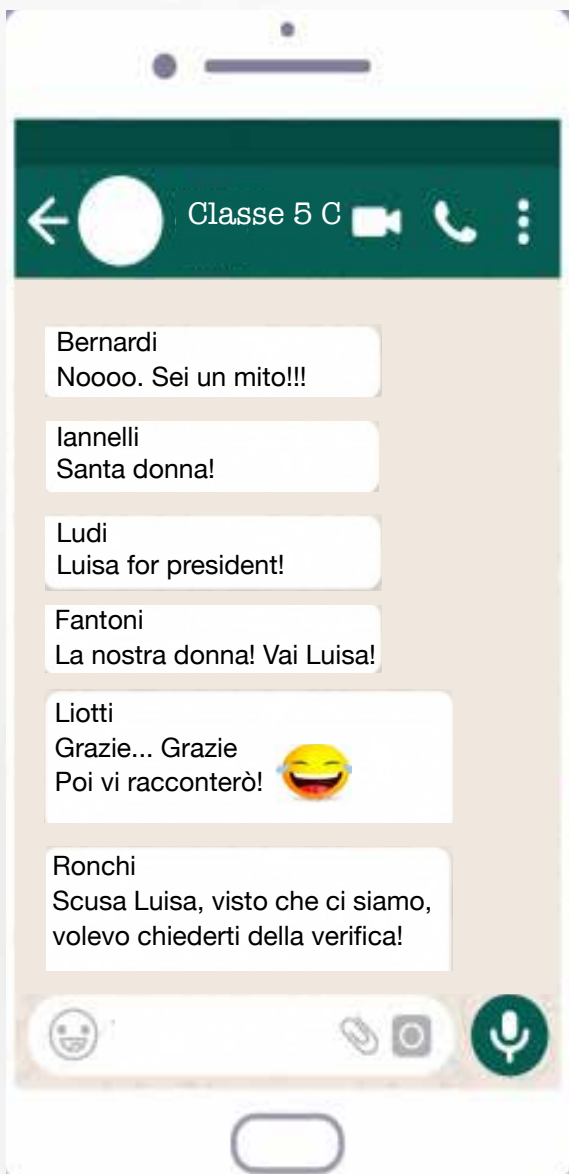 Classe 5 C
Bernardi
Noooo. Sei un mito!!!
Iannelli
Santa donna!
Ludi
Luisa for president!
Fantoni
La nostra donna! Vai Luisa!
Liotti
Grazie... Grazie
Poi vi racconterò!
Ronchi
Scusa Luisa, visto che ci siamo,
volevo chiederti della verifica!